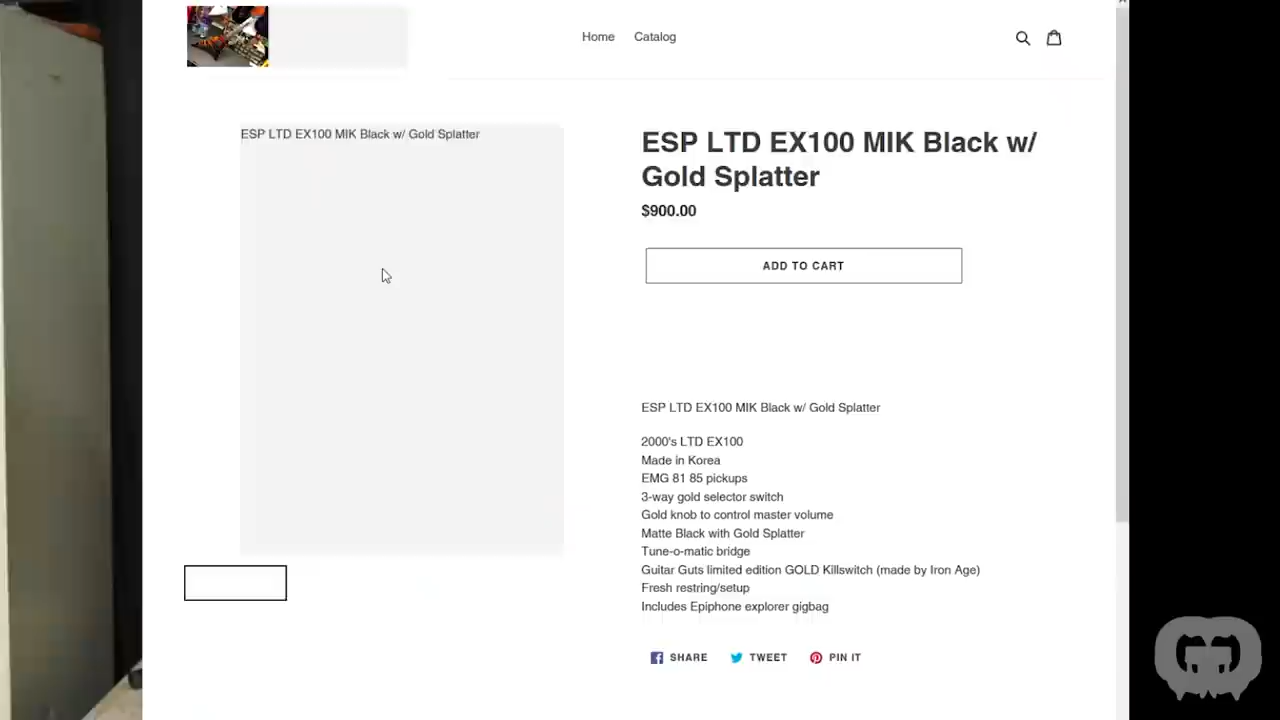 Home Catalog
ESP LTD EX100 MIK Black w/ Gold Splatter
ESP LTD EX100 MIK Black w/
Gold Splatter
$900.00
ADD TO CART
ESP LTD EX100 MIK Black w/ Gold Splatter
2000's LTD EX100
Made in Korea
EMG 81 85 pickups
3-way gold selector switch
Gold knob to control master volume
Matte Black with Gold Splatter
Tune-o-matic bridge
Guitar Guts limited edition GOLD Killswitch (made by Iron Age)
Fresh restring/setup
Includes Epiphone explorer gigbag
SHARE TWEET PIN IT